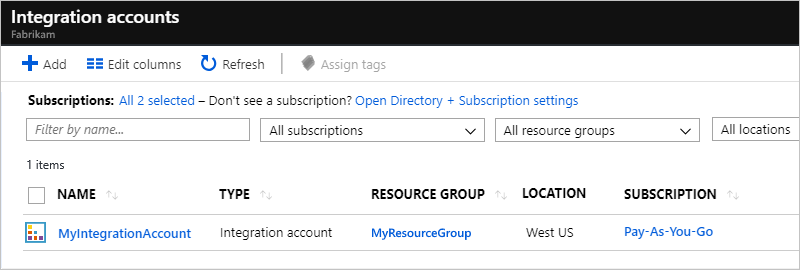 Integration accounts
Fabrikam
Add Edit columns Refresh Assign tags
Subscriptions: All 2 selected – Don't see a subscription? Open Directory + Subscription settings
Filter by name... All subscriptions All resource groups All locations
1 items
NAME TYPE RESOURCE GROUP LOCATION SUBSCRIPTION
MyIntegrationAccount Integration account MyResourceGroup West US Pay-As-You-Go